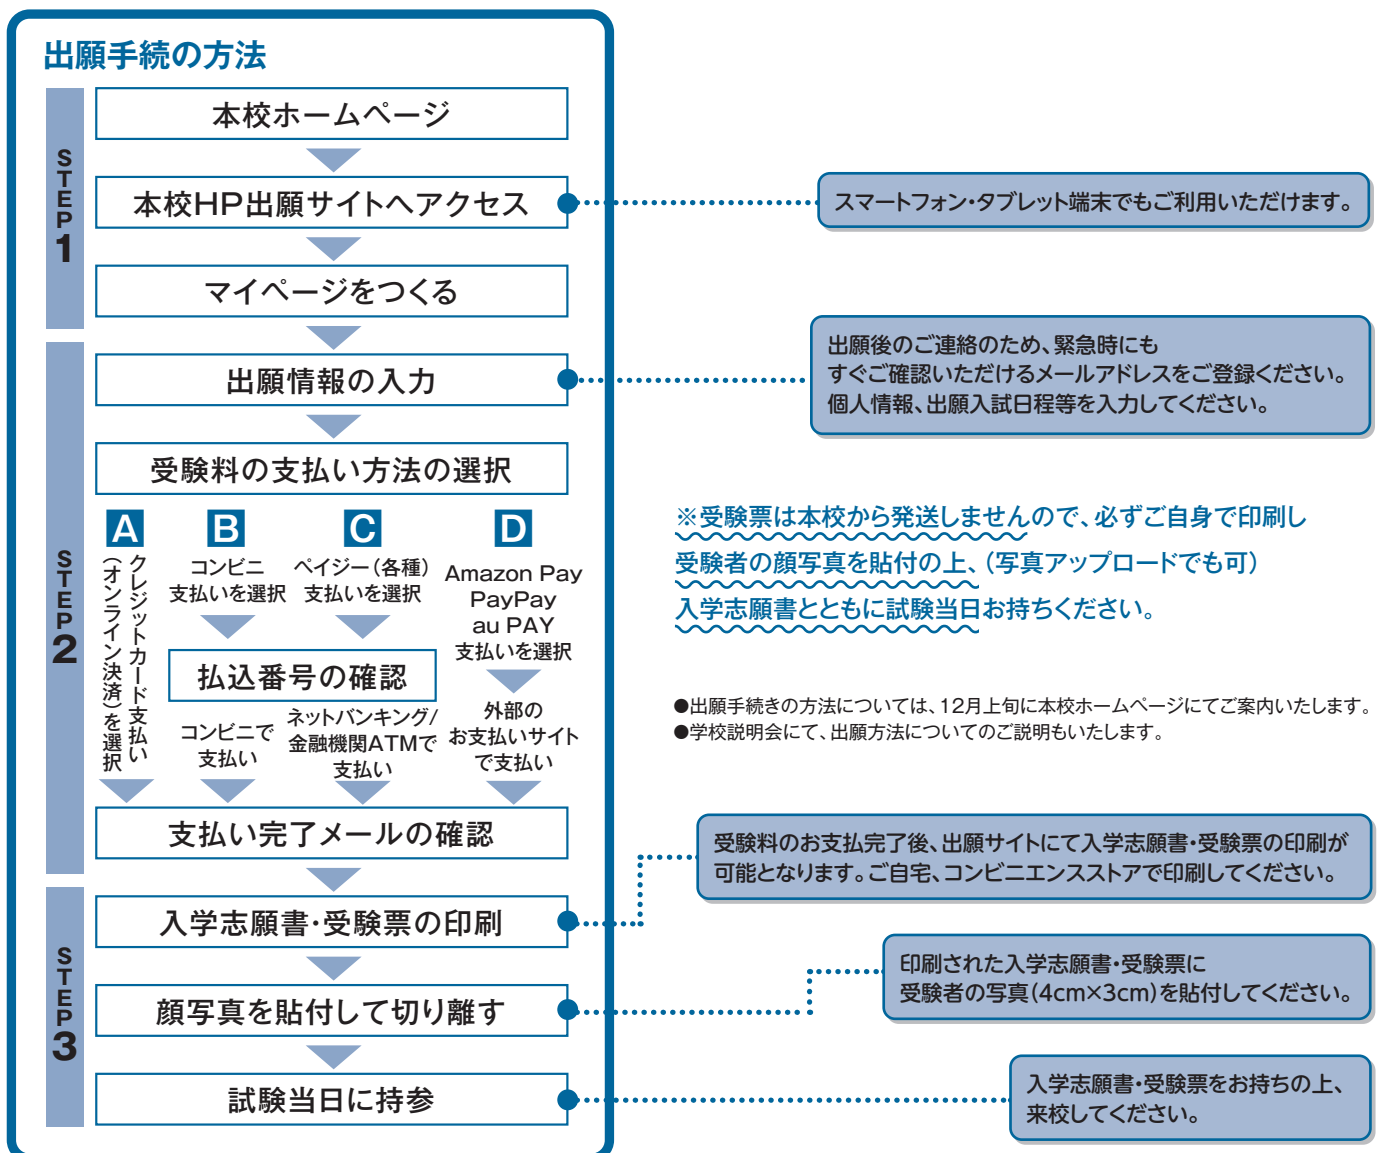 出願手続の方法
STEP1
本校ホームページ
本校HP出願サイトへアクセス
スマートフォン・タブレット端末でもご利用いただけます。
マイページをつくる
STEP2
出願情報の入力
出願後のご連絡のため、緊急時にも
すぐご確認いただけるメールアドレスをご登録ください。
個人情報、出願入試日程等を入力してください。
受験料の支払い方法の選択
A
クレジットカード支払い
(オンライン決済)を選択
B
コンビニ
支払いを選択
C
ペイジー(各種)
支払いを選択
払込番号の確認
コンビニで
支払い
ネットバンキング/
金融機関ATMで
支払い
D
Amazon Pay
PayPay
au PAY
支払いを選択
外部の
お支払いサイト
で支払い
支払い完了メールの確認
※受験票は本校から発送しませんので、必ずご自身で印刷し
受験者の顔写真を貼付の上、(写真アップロードでも可)
入学志願書とともに試験当日お持ちください。
●出願手続きの方法については、12月上旬に本校ホームページにてご案内いたします。
●学校説明会にて、出願方法についてのご説明もいたします。
STEP3
入学志願書・受験票の印刷
受験料のお支払完了後、出願サイトにて入学志願書・受験票の印刷が
可能となります。ご自宅、コンビニエンスストアで印刷してください。
顔写真を貼付して切り離す
印刷された入学志願書・受験票に
受験者の写真(4cm×3cm)を貼付してください。
試験当日に持参
入学志願書・受験票をお持ちの上、
来校してください。